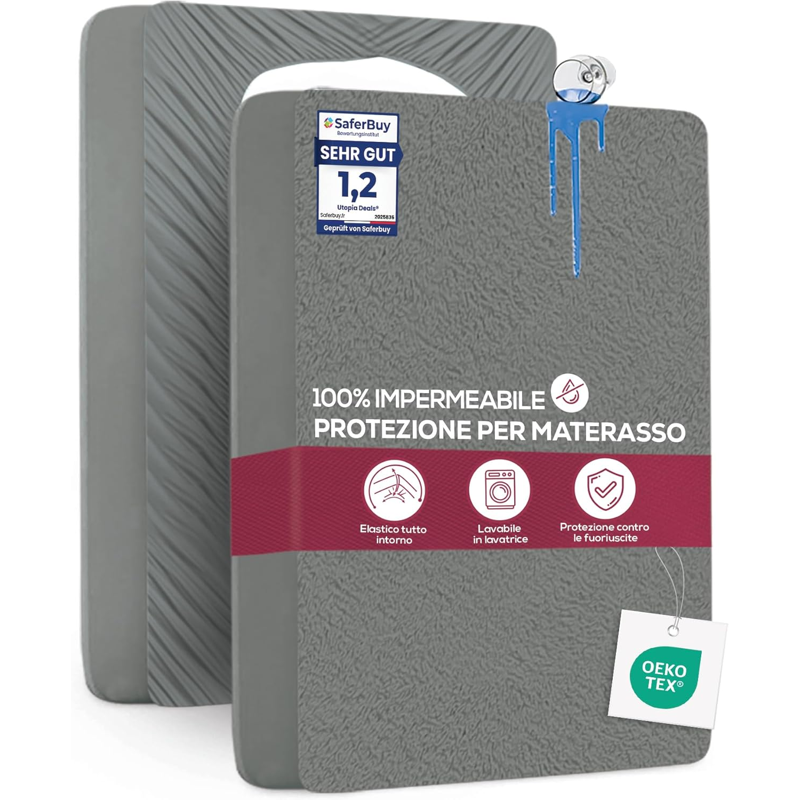 SaferBuy
Bewertungsinstitut
SEHR GUT
1,2
Utopia Deals®
Saferbuy.fr 2025836
Geprüft von Saferbuy
100% IMPERMEABILE
PROTEZIONE PER MATERASSO
Elastico tutto
intorno
Lavabile
in lavatrice
Protezione contro
le fuoriuscite
OEKO
TEX®